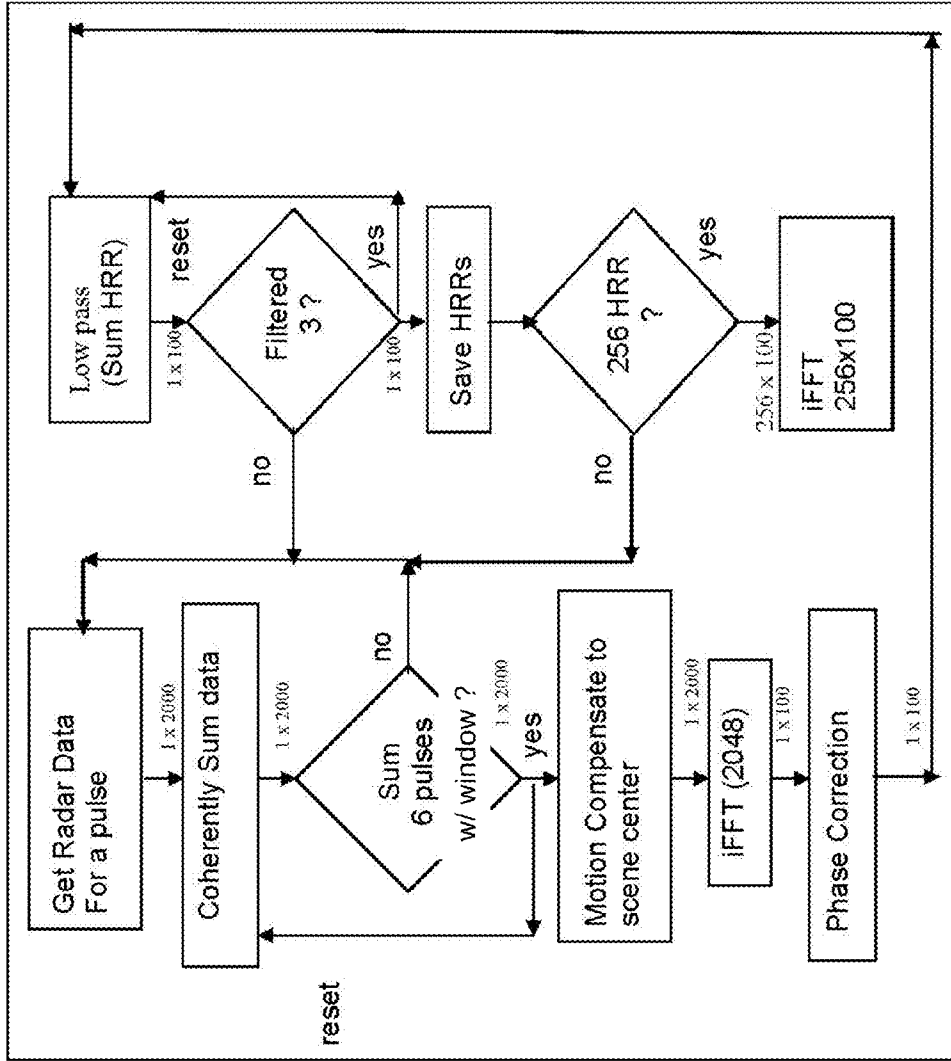 Get Radar Data
For a pulse
1 x 2000
Coherently Sum data
1 x 2000
Sum
6 pulses
w/ window ?
no
1 x 2000
yes
reset
Motion Compensate to
scene center
1 x 2000
iFFT (i2048)
1 x 100
Phase Correction
1 x 100
Low pass
(Sum HRR)
1 x 100
reset
Filtered
3 ?
no
yes
1 x 100
Save HRRs
256 HRR
?
no
yes
256 x 100
iFFT
256x100